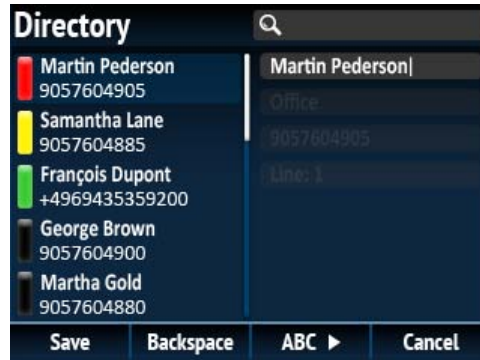 Directory
Martin Pederson
9057604905
Samantha Lane
9057604885
François Dupont
+4969435359200
George Brown
9057604900
Martha Gold
9057604880
Martin Pederson
Office
9057604905
Line: 1
Save Backspace ABC ▶ Cancel